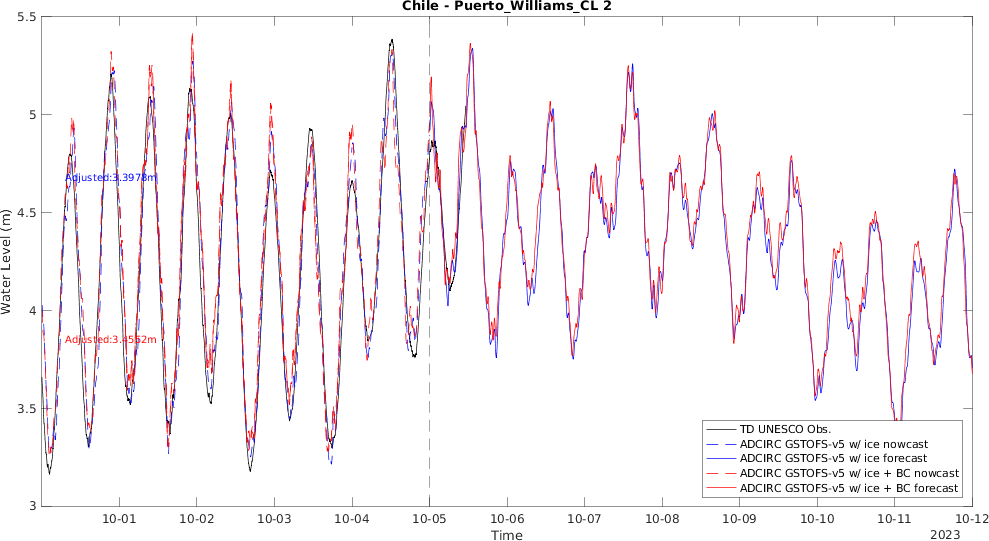 Chile - Puerto_Williams_CL 2
5.5
5
4.5
4
3.5
3
Water Level (m)
Adjusted:3.3978m
Adjusted:3.4552m
TD UNESCO Obs.
ADCIRC GSTOFS-v5 w/ ice nowcast
ADCIRC GSTOFS-v5 w/ ice forecast
ADCIRC GSTOFS-v5 w/ ice + BC nowcast
ADCIRC GSTOFS-v5 w/ ice + BC forecast
10-01 10-02 10-03 10-04 10-05 10-06 10-07 10-08 10-09 10-10 10-11 10-12
Time
2023